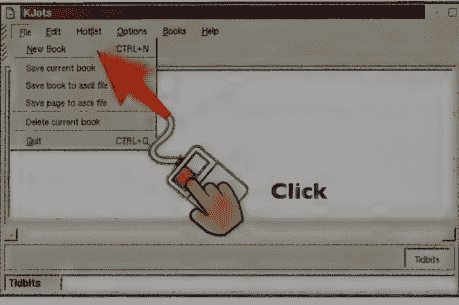 KJots
File Edit Hotlist Options Books Help
New Book CTRL+N
Save current book
Save book to ascii file
Save page to ascii file
Delete current book
Quit CTRL+Q
Click
Tidbits
Tidbits